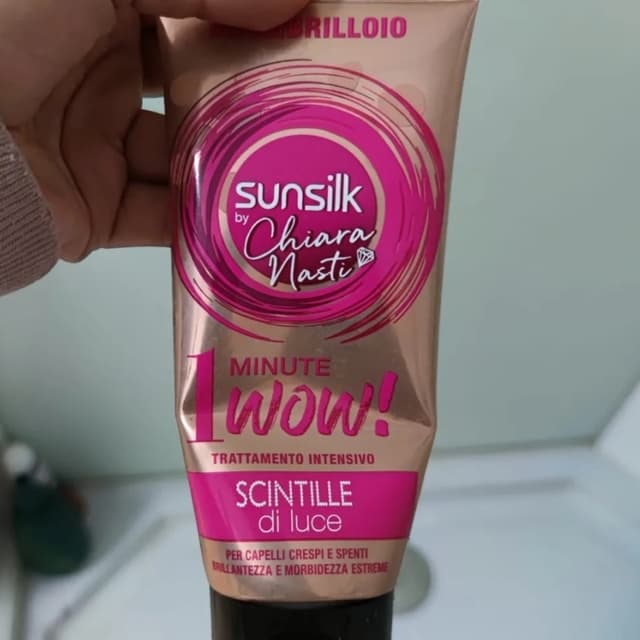 sunsilk
by
Chiara
Nasti
1 MINUTE
WOW!
TRATTAMENTO INTENSIVO
SCINTILLE
di luce
PER CAPELLI CRESPI E SPENTI
BRILLANTEZZA E MORBIDEZZA ESTREME